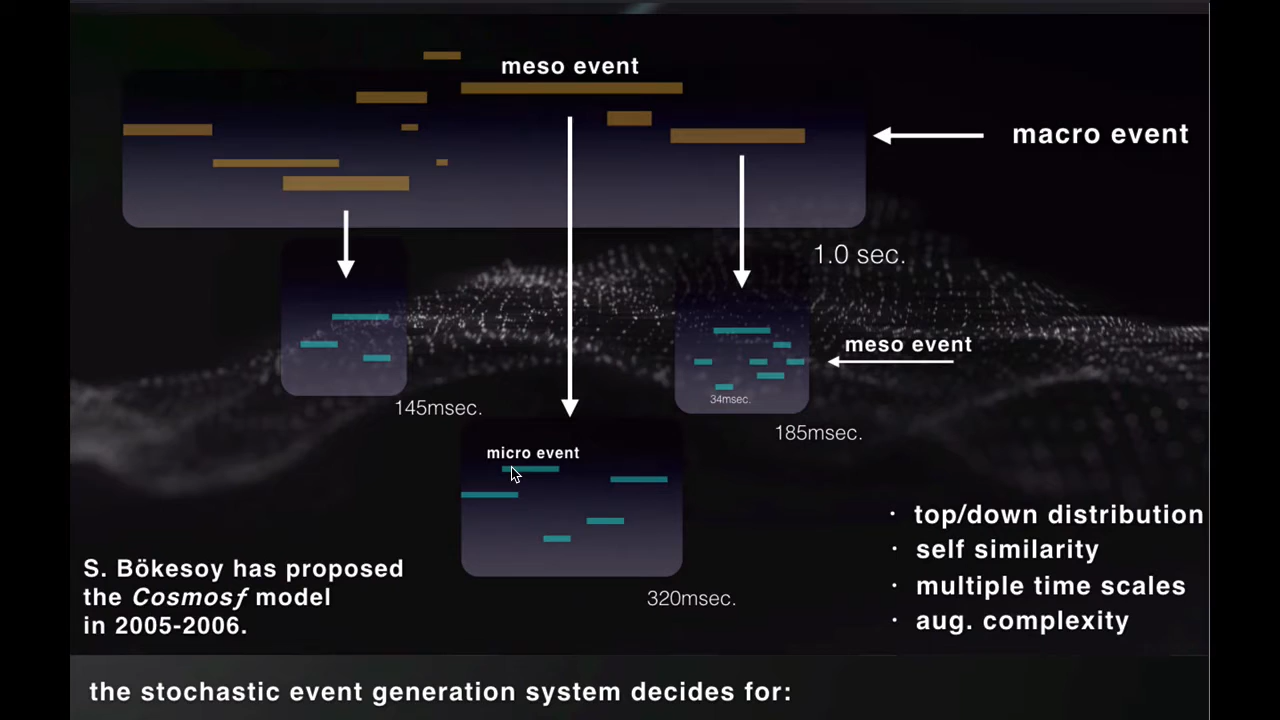 meso event
macro event
1.0 sec.
meso event
34msec.
145msec.
185msec.
micro event
320msec.
· top/down distribution
· self similarity
· multiple time scales
· aug. complexity
S. Bökesoy has proposed
the Cosmosƒ model
in 2005-2006.
the stochastic event generation system decides for: